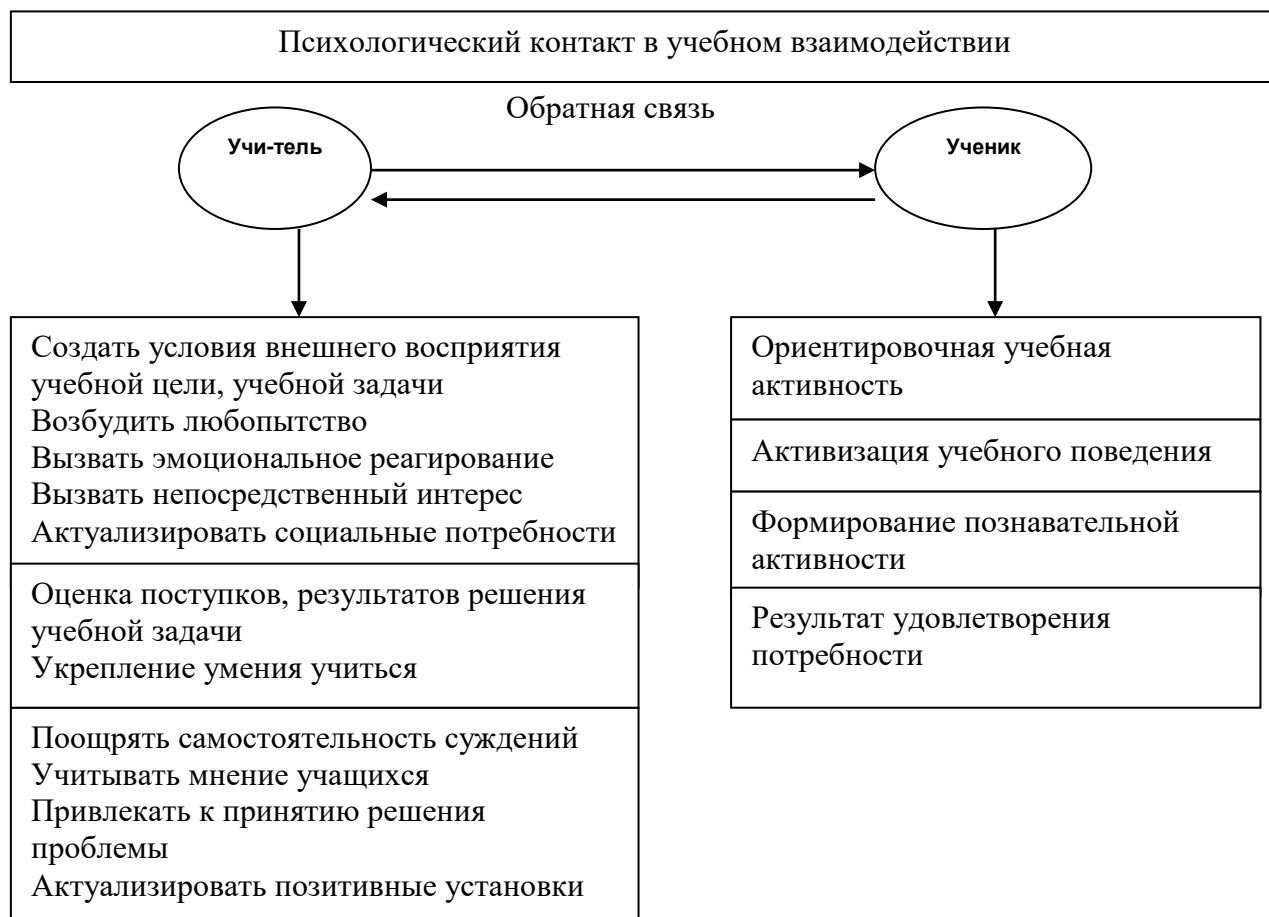 Психологический контакт в учебном взаимодействии
Обратная связь
Учи-тель
Ученик
Создать условия внешнего восприятия
учебной цели, учебной задачи
Возбудить любопытство
Вызвать эмоциональное реагирование
Вызвать непосредственный интерес
Актуализировать социальные потребности
Оценка поступков, результатов решения
учебной задачи
Укрепление умения учиться
Поощрять самостоятельность суждений
Учитывать мнение учащихся
Привлекать к принятию решения
проблемы
Актуализировать позитивные установки
Ориентировочная учебная
активность
Активизация учебного поведения
Формирование познавательной
активности
Результат удовлетворения
потребности